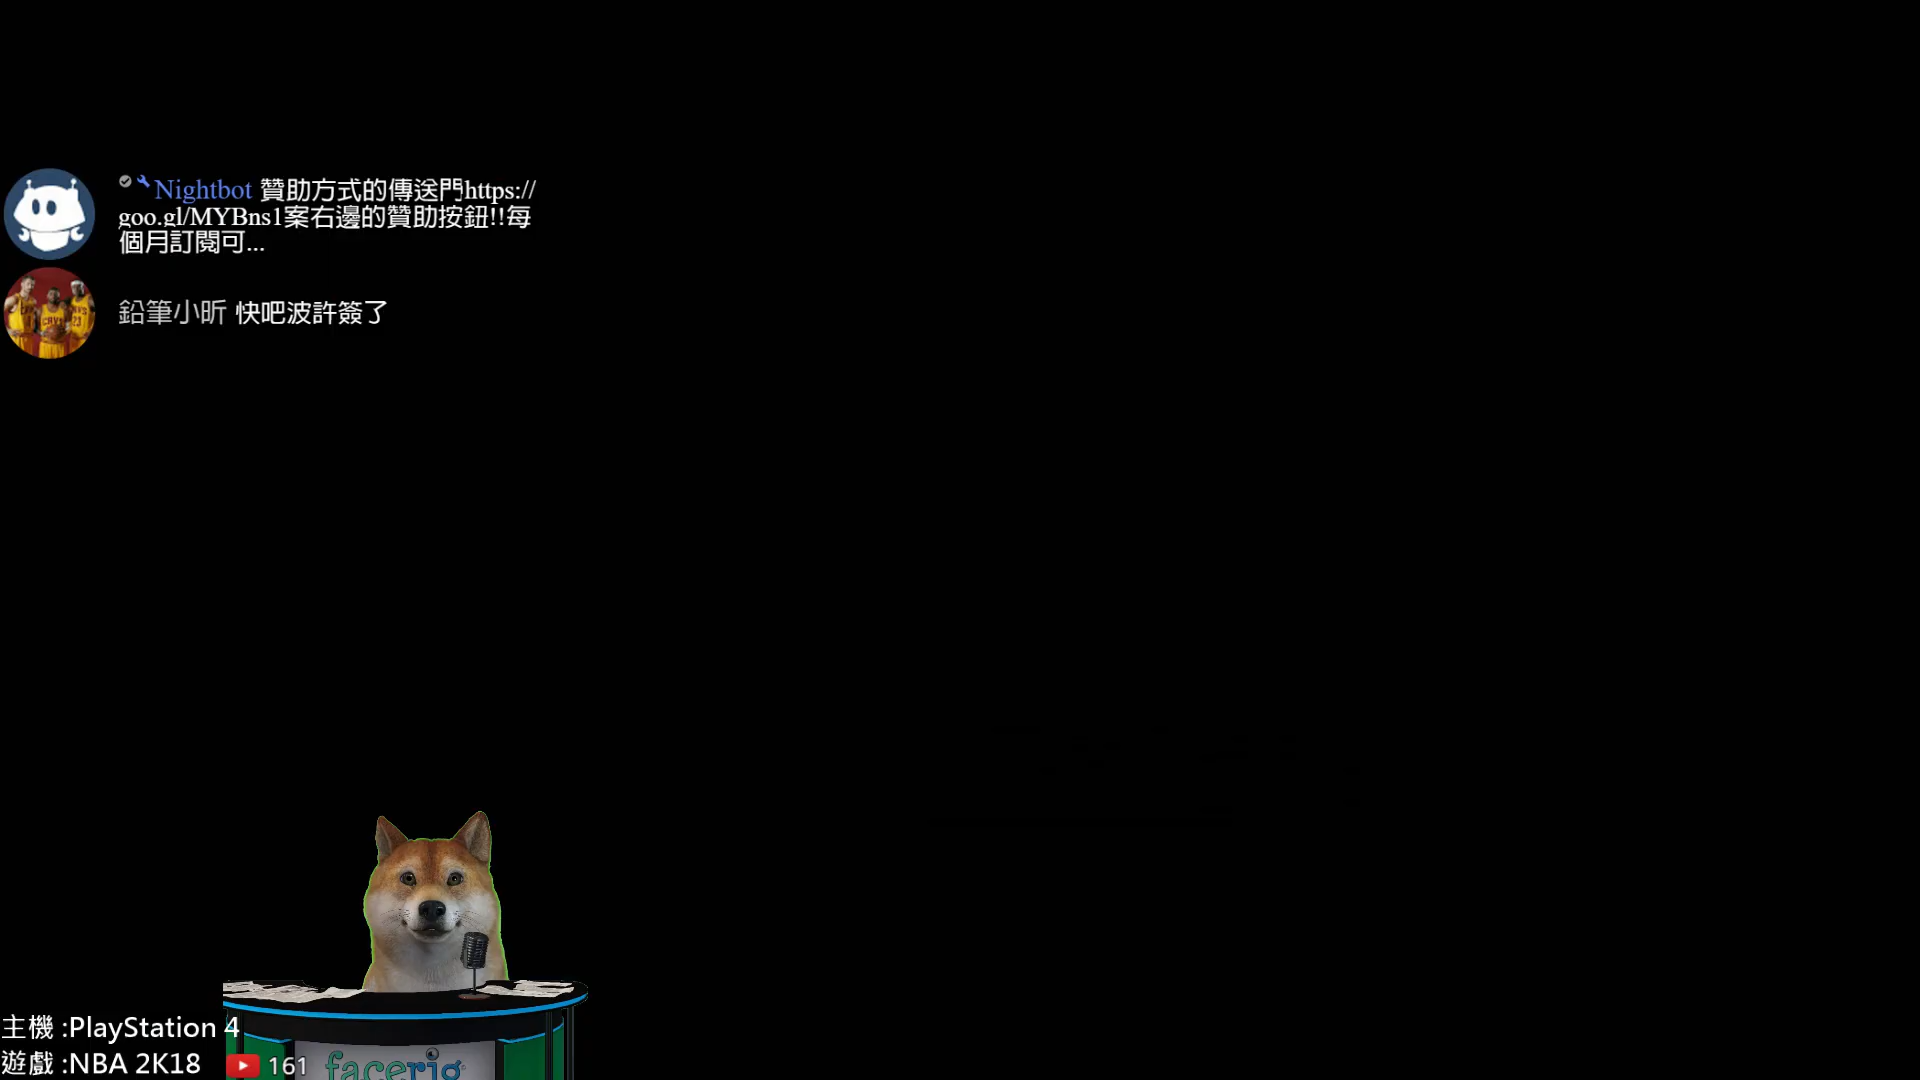 Nightbot 贊助方式的傳送門https://
goo.gl/MYBns1案右邊的贊助按鈕!!每
個月訂閱可...
鉛筆小昕 快吧波許簽了
主機 :PlayStation 4
遊戲 :NBA 2K18
161
facerig